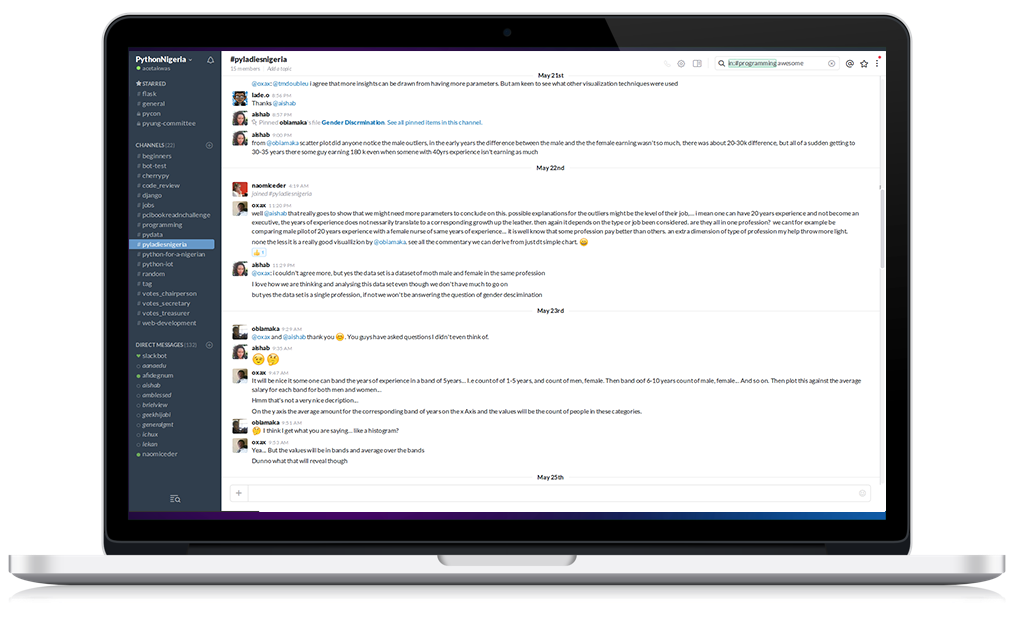 PythonNigeria
acetakwas
STARRED
# flask
# general
pycon
pyung-committee
CHANNELS (22)
# beginners
# bot-test
# cherrypy
# code_review
# django
# jobs
# pcibookreadnchallenge
# programming
# pydata
# pyladiesnigeria
# python-for-a-nigerian
# python-iot
# random
# tag
# votes_chairperson
# votes_secretary
# votes_treasurer
# web-development
DIRECT MESSAGES (132)
slackbot
aanaedu
afidegnum
aishab
amblessed
brielview
geekhijabi
generalgmt
ichux
lekan
naomiceder
#pyladiesnigeria
15 members | Add a topic
in:#programming awesome
May 21st
@oxax: @tmdoubleu I agree that more insights can be drawn from having more parameters. But am keen to see what other visualization techniques were used
lade.o 8:56 PM
Thanks @aishab
aishab 8:57 PM
Pinned obiamaka's file Gender Discrmination. See all pinned items in this channel.
aishab 9:00 PM
from @obiamaka scatter plot did anyone notice the male outliers, in the early years the difference between the male and the the female earning wasn't so much, there was about 20-30k difference, but all of a sudden getting to
30-35 years there some guy earning 180 k even when somene with 40yrs experience isn't earning as much
May 22nd
naomiceder 4:19 AM
joined #pyladiesnigeria
oxax 11:20 PM
well @aishab that really goes to show that we might need more parameters to conclude on this. possible explanations for the outliers might be the level of their job,... i mean one can have 20 years experience and not become an
executive, the years of experience does not nessarily translate to a corresponding growth up the leather. then again it depends on the type or job been considered. are they all in one profession? we cant for example be
comparing male pilot of 20 years experience with a female nurse of same years of experience... it is well know that some profession pay better than others. an extra dimension of type of profession my help throw more light.
none the less it is a really good visuallizion by @obiamaka. see all the commentary we can derive from just dt simple chart. 😀
👍 1
aishab 11:29 PM
@oxax: i couldn't agree more, but yes the data set is a dataset of moth male and female in the same profession
I love how we are thinking and analysing this dataset even though we don't have much to go on
but yes the data set is a single profession, if not we won't be answering the question of gender descimination
May 23rd
obiamaka 9:29 AM
@oxax and @aishab thank you 😊. You guys have asked questions I didn't even think of.
aishab 9:35 AM
oxax 9:47 AM
It will be nice it some one can band the years of experience in a band of 5years... I.e count of of 1-5 years, and count of men, female. Then band oof 6-10 years count of male, female... And so on. Then plot this against the average
salary for each band for both men and women...
Hmm that's not a very nice decription...
On the y axis the average amount for the corresponding band of years on the x Axis and the values will be the count of people in these categories.
obiamaka 9:51 AM
🤔 I think I get what you are saying... like a histogram?
oxax 9:53 AM
Yea... But the values will be in bands and average over the bands
Dunno what that will reveal though
May 25th